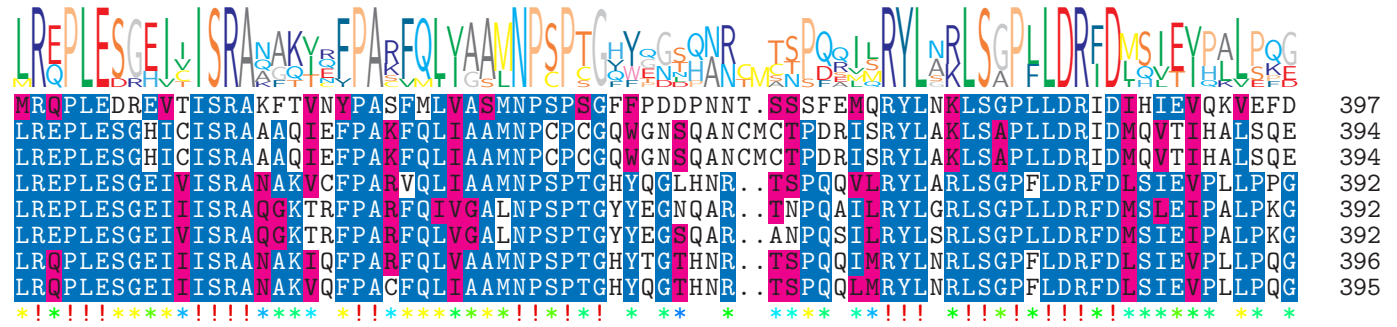 MRQPLEDREVTISRAKFTVNYPASFMLVASMNPSPSGFFPDDPNNT.SSSFEMQRYLNKLSGPLLDRIDIHIEVQKVEFD 397
LREPLESGHICISRAAAQIEFPAKFQLIAAMNPCPCGQWGNSQANCMCTPDRISRYLAKLSAPLLDRIDMQVTIHALSQE 394
LREPLESGHICISRAAAQIEFPAKFQLIAAMNPCPCGQWGNSQANCMCTPDRISRYLAKLSAPLLDRIDMQVTIHALSQE 394
LREPLESGEIVISRANAKVCFPARVQLIAAMNPSPTGHYQGLHNR..TSPQQVLRYLARLSGPFLDRFDLSIEVPLLPPG 392
LREPLESGEIIISRAQGKTRFPARFQIVGALNPSPTGYYEGNQAR..TNPQAILRYLGRLSGPLLDRFDMSLEIPALPKG 392
LREPLESGEIVISRAQGKTRFPARFQLVGALNPSPTGYYEGSQAR..ANPQSILRYLSRLSGPLLDRFDMSIEIPALPKG 392
LRQPLESGEIIISRANAKIQFPARFQLVAAMNPSPTGHYTGTHNR..TSPQQIMRYLNRLSGPFLDRFDLSIEVPLLPQG 396
LRQPLESGEIIISRANAKVQFPACFQLIAAMNPSPTGHYQGTHNR..TSPQQLMRYLNRLSGPFLDRFDLSIEVPLLPQG 395